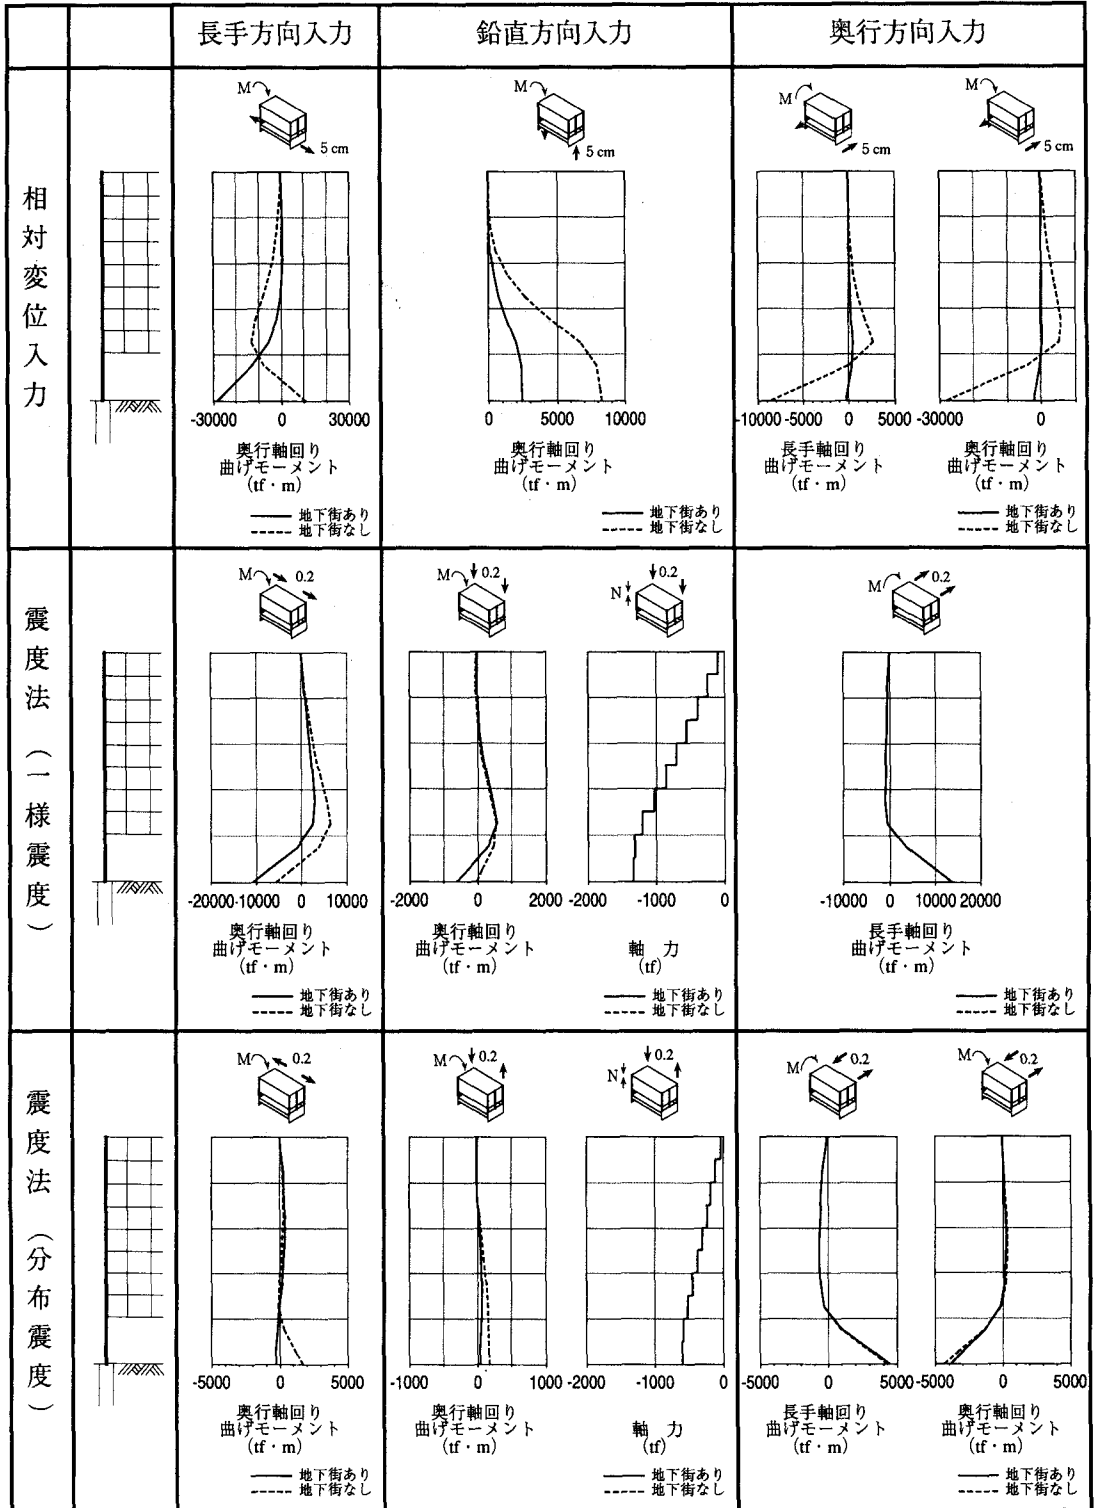 長手方向入力
鉛直方向入力
奥行方向入力
相対変位入力
M
5 cm
-30000 0 30000
奥行軸回り
曲げモーメント
(tf・m)
地下街あり
地下街なし
M
5 cm
0 5000 10000
奥行軸回り
曲げモーメント
(tf・m)
地下街あり
地下街なし
M
5 cm
-10000 -5000 0 5000
長手軸回り
曲げモーメント
(tf・m)
M
5 cm
-30000 0
奥行軸回り
曲げモーメント
(tf・m)
地下街あり
地下街なし
震度法(一様震度)
M 0.2
-20000 -10000 0 10000
奥行軸回り
曲げモーメント
(tf・m)
地下街あり
地下街なし
M 0.2
-2000 0 2000
奥行軸回り
曲げモーメント
(tf・m)
N 0.2
-2000 -1000 0
軸力
(tf)
地下街あり
地下街なし
M 0.2
-10000 0 10000 20000
長手軸回り
曲げモーメント
(tf・m)
地下街あり
地下街なし
震度法(分布震度)
M 0.2
-5000 0 5000
奥行軸回り
曲げモーメント
(tf・m)
地下街あり
地下街なし
M 0.2
-1000 0 1000
奥行軸回り
曲げモーメント
(tf・m)
N 0.2
-2000 -1000 0
軸力
(tf)
地下街あり
地下街なし
M 0.2
-5000 0 5000
長手軸回り
曲げモーメント
(tf・m)
M 0.2
-5000 0 5000
奥行軸回り
曲げモーメント
(tf・m)
地下街あり
地下街なし